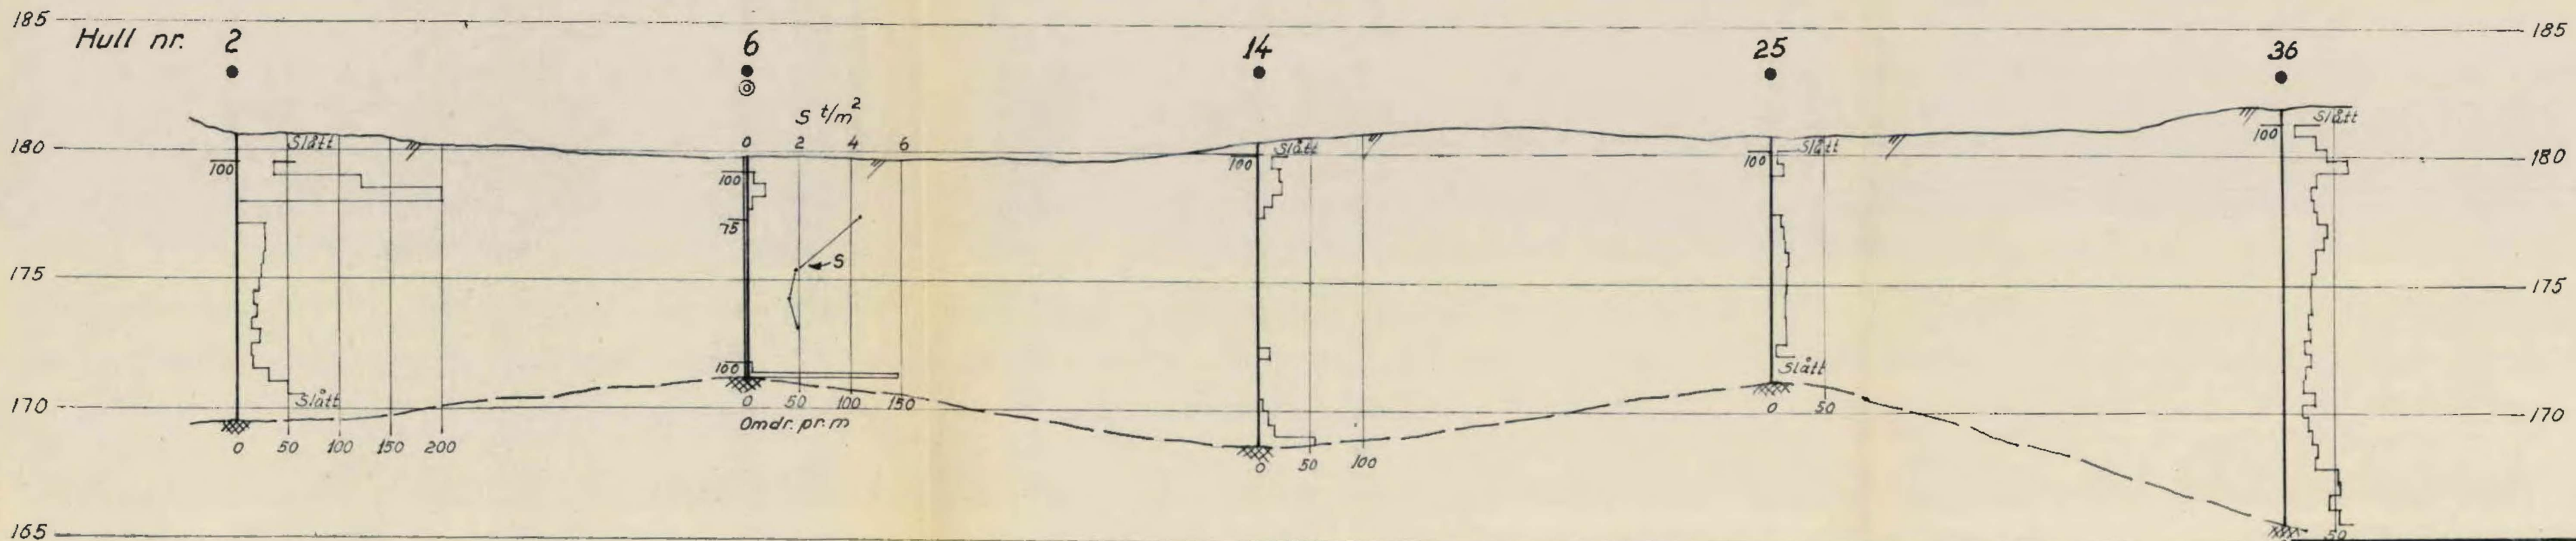 185 185
Hull nr. 2 6 14 25 36
S t/m²
0 2 4 6
Slått Slått Slått Slått
180 180
100 100 100 100 100
75
S
175 175
100
Slått
Slått
170 170
0 50 100 150 200
0 50 100 150
Omdr. pr. m
0 50 100
0 50
50
165